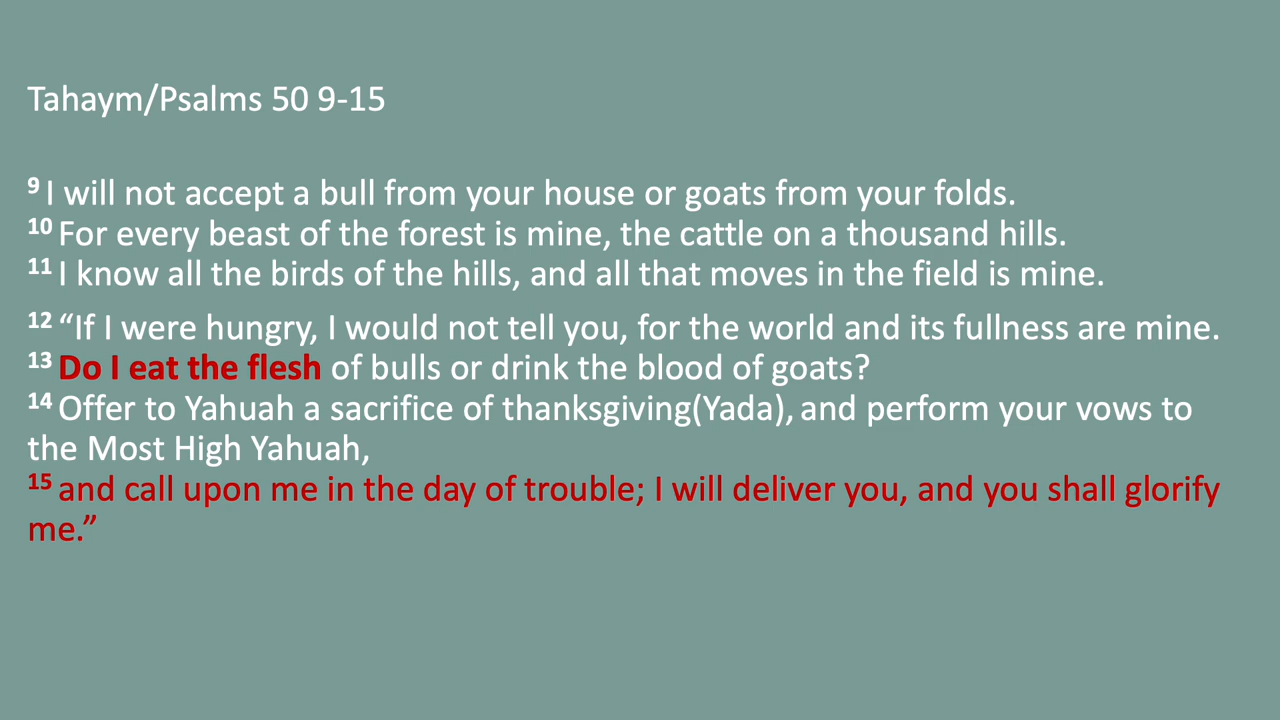 Tahaym/Psalms 50 9-15
9 I will not accept a bull from your house or goats from your folds.
10 For every beast of the forest is mine, the cattle on a thousand hills.
11 I know all the birds of the hills, and all that moves in the field is mine.
12 “If I were hungry, I would not tell you, for the world and its fullness are mine.
13 Do I eat the flesh of bulls or drink the blood of goats?
14 Offer to Yahuah a sacrifice of thanksgiving(Yada), and perform your vows to
the Most High Yahuah,
15 and call upon me in the day of trouble; I will deliver you, and you shall glorify
me.”